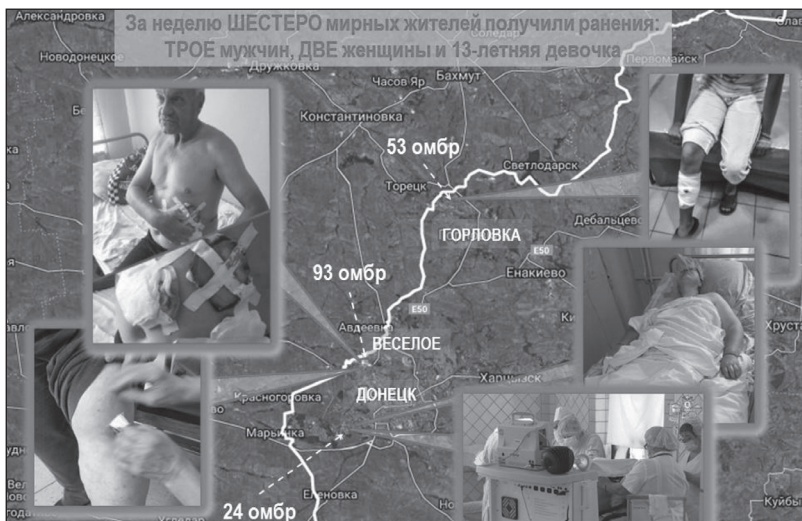 За неделю ШЕСТЕРО мирных жителей получили ранения:
ТРОЕ мужчин, ДВЕ женщины и 13-летняя девочка
Александровка
Соледар
Новодонецкое
Дружковка
Первомайск
Часов Яр
Бахмут
Константиновка
53 омбр
Светлодарск
Торецк
Дебальцево
ГОРЛОВКА
E50
93 омбр
Енакиево
E50
Авдеевка
ВЕСЕЛОЕ
Красногоровка
ДОНЕЦК
Харцызск
Марьинка
Еленовка
24 омбр
Угледар